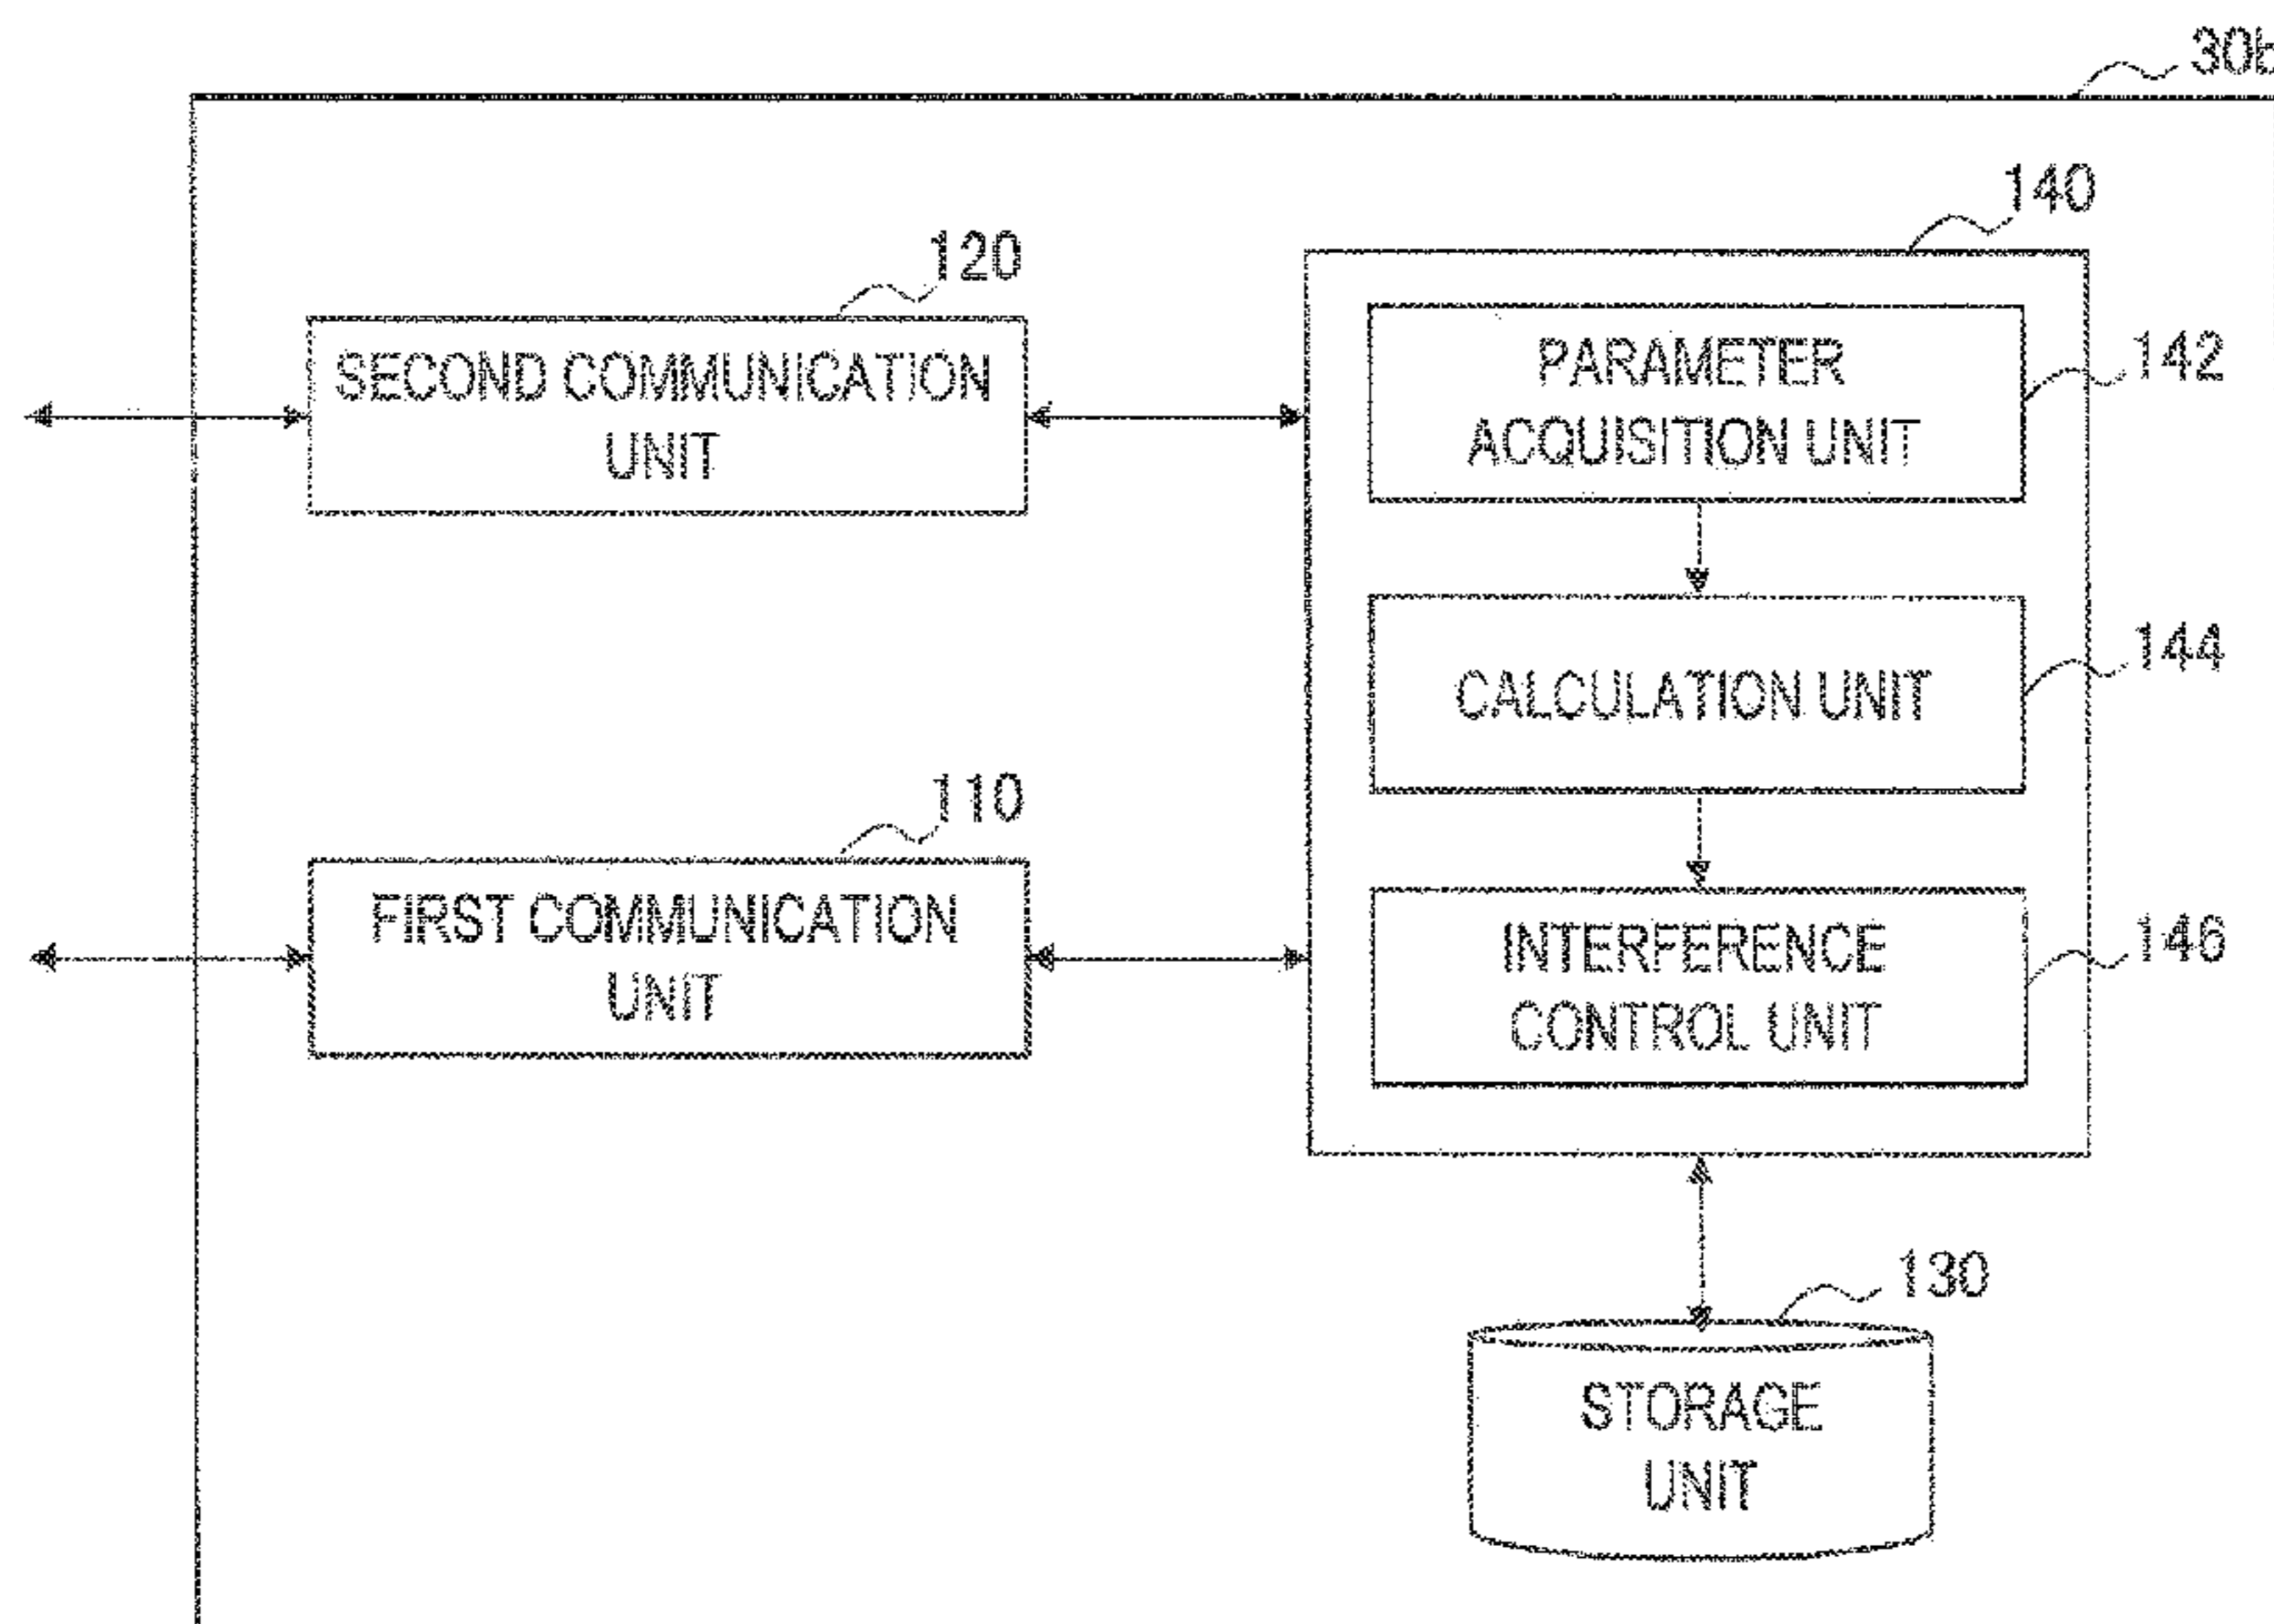 30b
140
120
PARAMETER
ACQUISITION UNIT
142
SECOND COMMUNICATION
UNIT
CALCULATION UNIT
144
110
FIRST COMMUNICATION
UNIT
INTERFERENCE
CONTROL UNIT
146
130
STORAGE
UNIT